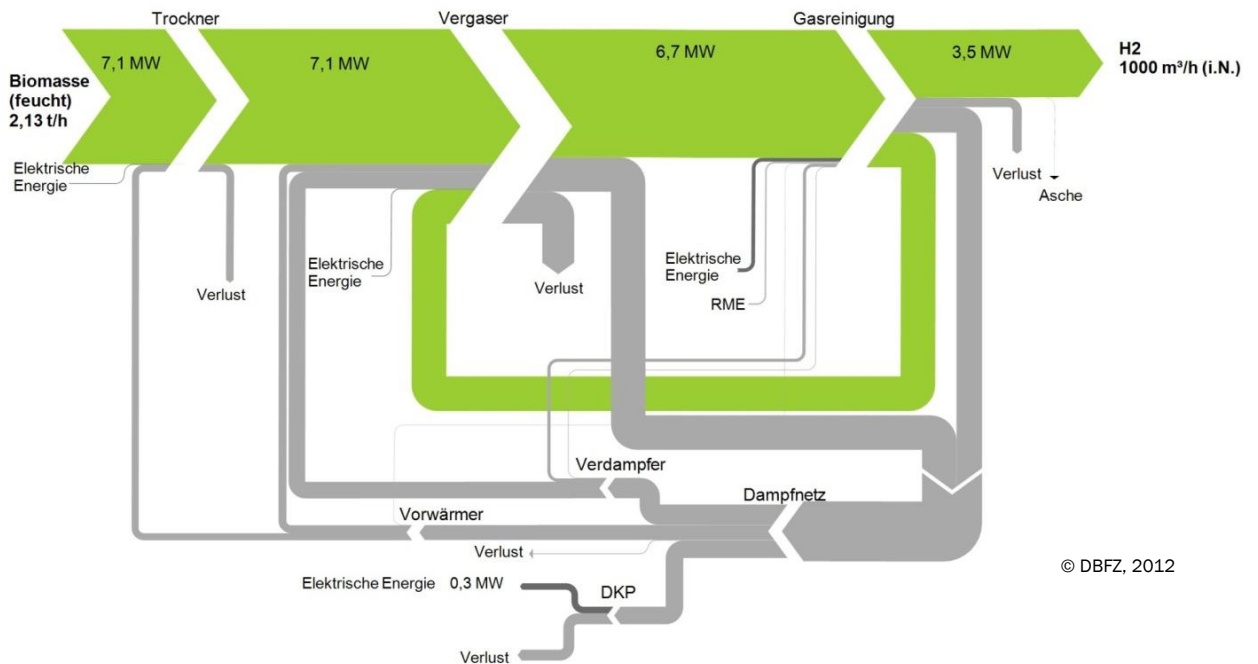 Trockner
Vergaser
Gasreinigung
7,1 MW
7,1 MW
6,7 MW
3,5 MW
H2
1000 m³/h (i.N.)
Biomasse
(feucht)
2,13 t/h
Elektrische
Energie
Verlust
Elektrische
Energie
Verlust
Elektrische
Energie
RME
Verlust
Asche
Verdampfer
Dampfnetz
Vorwärmer
Verlust
Elektrische Energie 0,3 MW
DKP
Verlust
© DBFZ, 2012